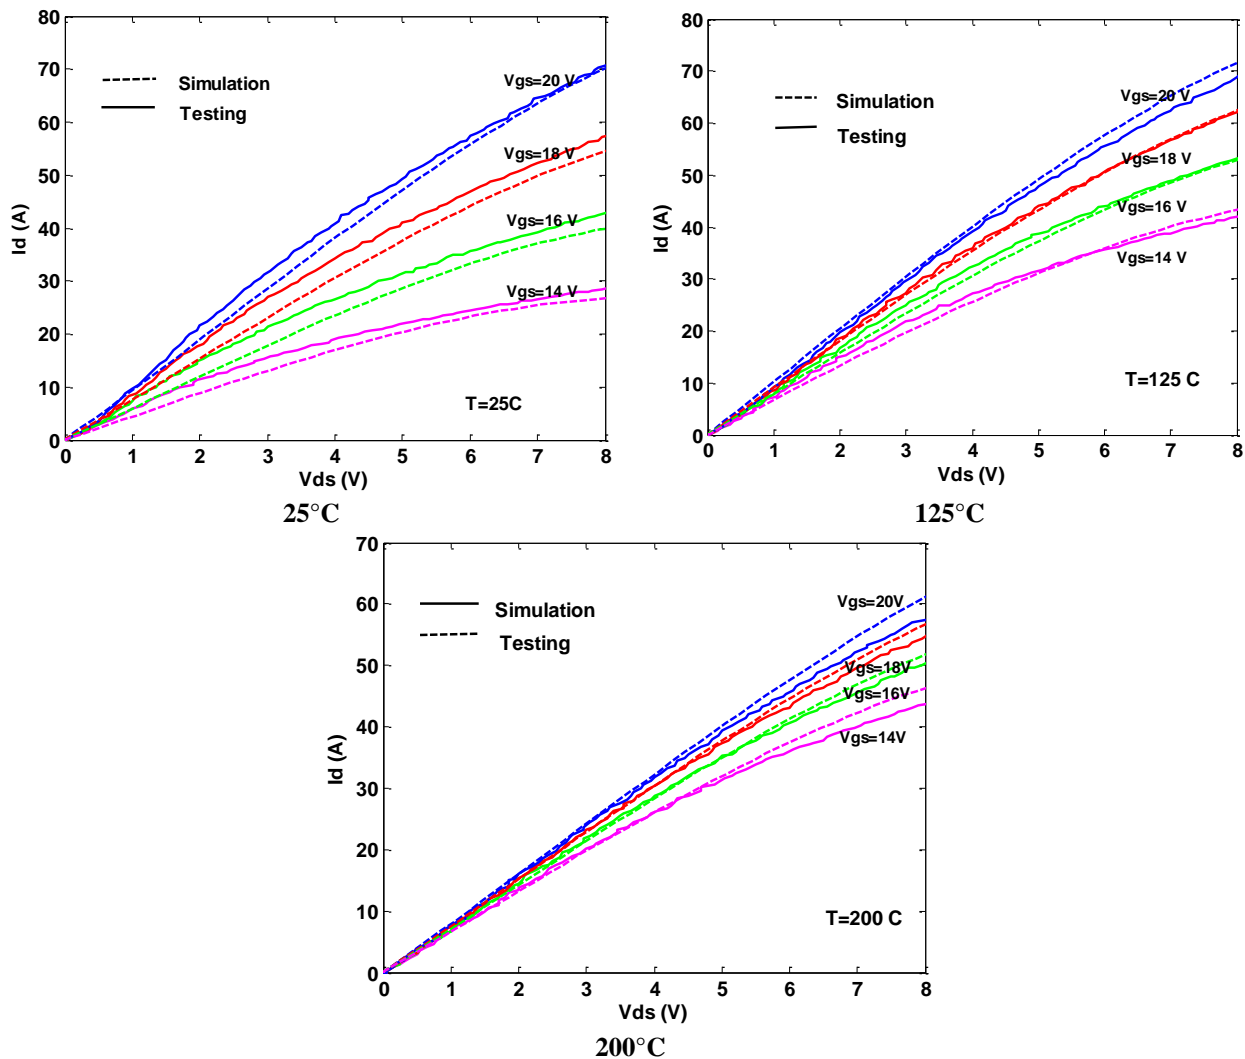 80
70
60
50
40
30
20
10
0
Id (A)
Simulation
Testing
Vgs=20 V
Vgs=18 V
Vgs=16 V
Vgs=14 V
T=25C
0 1 2 3 4 5 6 7 8
Vds (V)
25°C
80
70
60
50
40
30
20
10
0
Id (A)
Simulation
Testing
Vgs=20 V
Vgs=18 V
Vgs=16 V
Vgs=14 V
T=125 C
0 1 2 3 4 5 6 7 8
Vds (V)
125°C
70
60
50
40
30
20
10
0
Id (A)
Simulation
Testing
Vgs=20V
Vgs=18V
Vgs=16V
Vgs=14V
T=200 C
0 1 2 3 4 5 6 7 8
Vds (V)
200°C